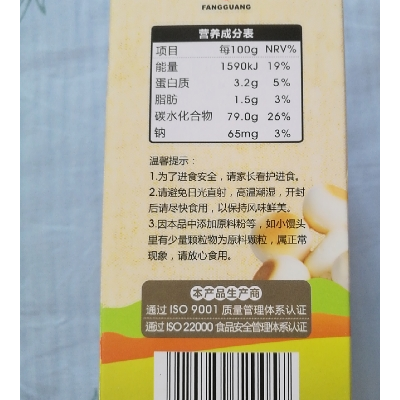 FANGGUANG
营养成分表
项目 每100g NRV%
能量 1590kJ 19%
蛋白质 3.2g 5%
脂肪 1.5g 3%
碳水化合物 79.0g 26%
钠 65mg 3%
温馨提示：
1.为了进食安全，请家长看护进食。
2.请避免日光直射，高温潮湿，开封
后请尽快食用，以保持风味鲜美。
3.因本品中添加原料粉等，如小馒头
里有少量颗粒物为原料颗粒，属正常
现象，请放心食用。
本产品生产商
通过 ISO 9001 质量管理体系认证
通过 ISO 22000 食品安全管理体系认证